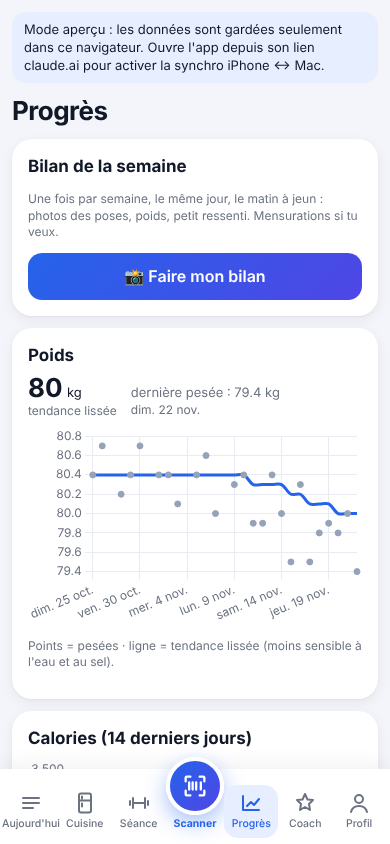 Mode aperçu : les données sont gardées seulement
dans ce navigateur. Ouvre l'app depuis son lien
claude.ai pour activer la synchro iPhone ↔ Mac.
Progrès
Bilan de la semaine
Une fois par semaine, le même jour, le matin à jeun :
photos des poses, poids, petit ressenti. Mensurations si tu
veux.
📸 Faire mon bilan
Poids
80 kg
tendance lissée
dernière pesée : 79.4 kg
dim. 22 nov.
80.8
80.6
80.4
80.2
80.0
79.8
79.6
79.4
dim. 25 oct.
ven. 30 oct.
mer. 4 nov.
lun. 9 nov.
sam. 14 nov.
jeu. 19 nov.
Points = pesées · ligne = tendance lissée (moins sensible à
l'eau et au sel).
Calories (14 derniers jours)
3 500
Aujourd'hui
Cuisine
Séance
Scanner
Progrès
Coach
Profil